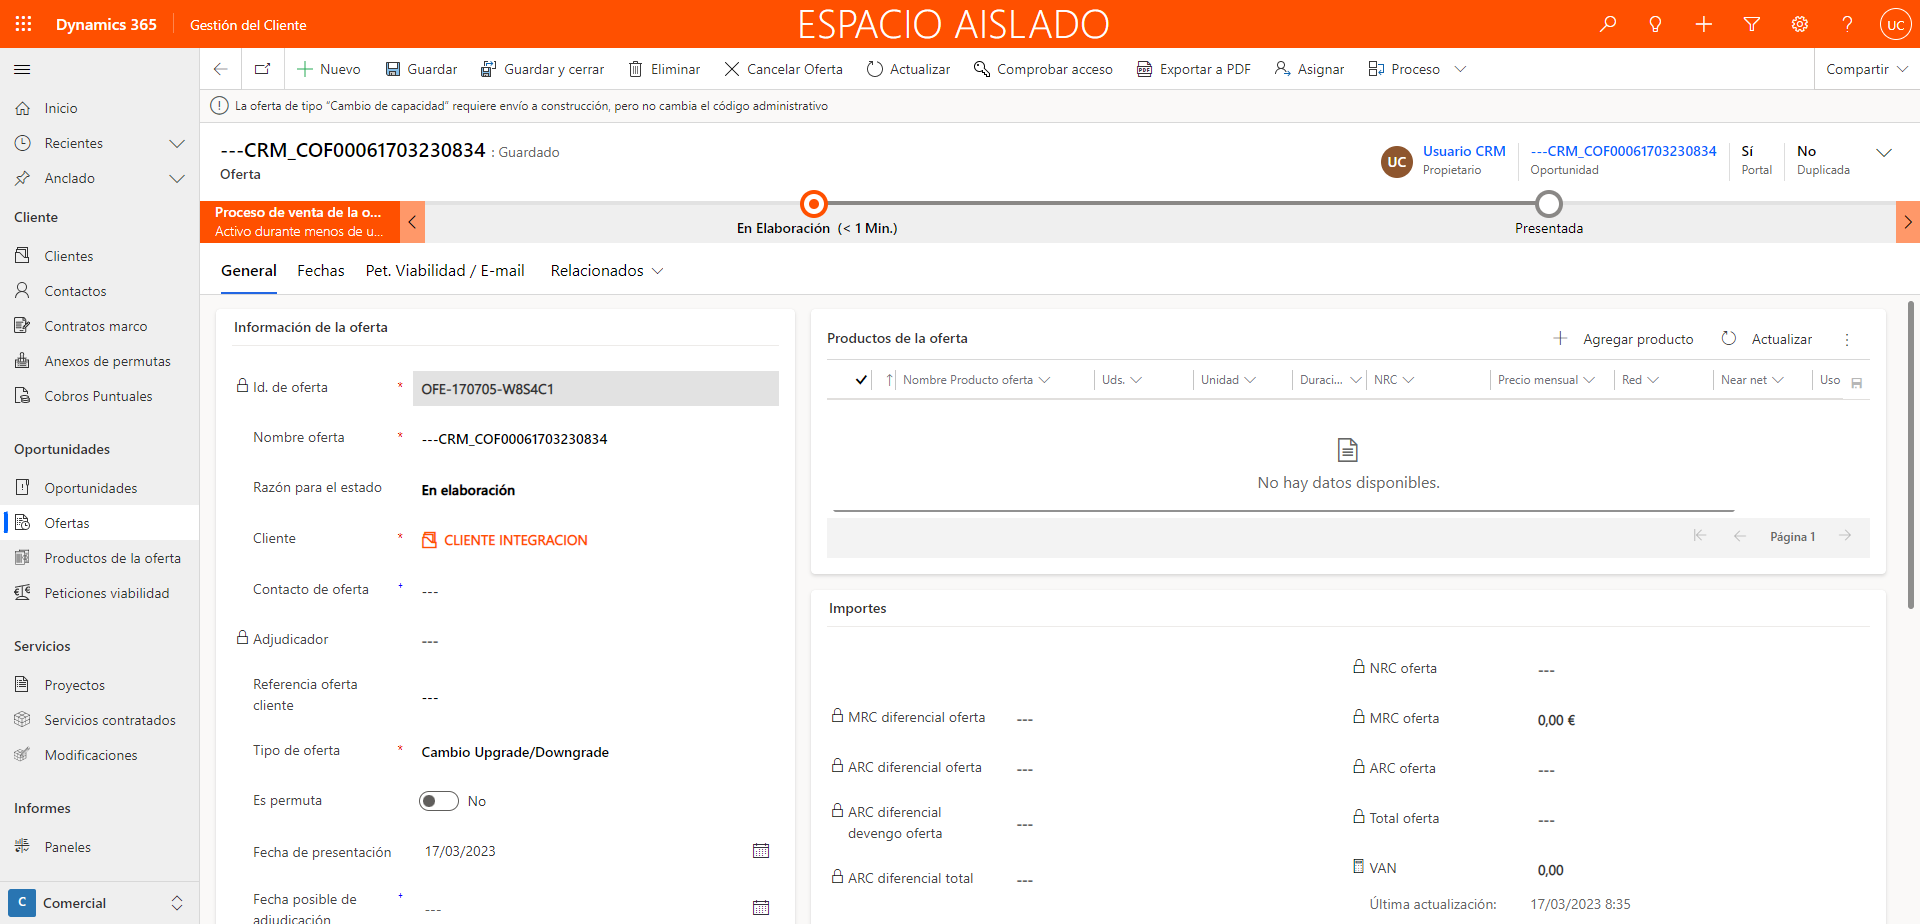 Dynamics 365
Gestión del Cliente
ESPACIO AISLADO
UC
Nuevo
Guardar
Guardar y cerrar
Eliminar
Cancelar Oferta
Actualizar
Comprobar acceso
Exportar a PDF
Asignar
Proceso
Compartir
La oferta de tipo "Cambio de capacidad" requiere envío a construcción, pero no cambia el código administrativo
Inicio
Recientes
Anclado
Cliente
Clientes
Contactos
Contratos marco
Anexos de permutas
Cobros Puntuales
Oportunidades
Oportunidades
Ofertas
Productos de la oferta
Peticiones viabilidad
Servicios
Proyectos
Servicios contratados
Modificaciones
Informes
Paneles
C Comercial
---CRM_COF00061703230834 : Guardado
Oferta
UC
Usuario CRM
Propietario
---CRM_COF00061703230834
Oportunidad
Sí
Portal
No
Duplicada
Proceso de venta de la o...
Activo durante menos de u...
En Elaboración (< 1 Min.)
Presentada
General
Fechas
Pet. Viabilidad / E-mail
Relacionados
Información de la oferta
Id. de oferta * OFE-170705-W8S4C1
Nombre oferta * ---CRM_COF00061703230834
Razón para el estado En elaboración
Cliente * CLIENTE INTEGRACION
Contacto de oferta + ---
Adjudicador ---
Referencia oferta
cliente
---
Tipo de oferta * Cambio Upgrade/Downgrade
Es permuta No
Fecha de presentación 17/03/2023
Fecha posible de
adjudicación
+ ---
Productos de la oferta
Agregar producto
Actualizar
Nombre Producto oferta
Uds.
Unidad
Duraci...
NRC
Precio mensual
Red
Near net
Uso
No hay datos disponibles.
Página 1
Importes
NRC oferta ---
MRC diferencial oferta ---
MRC oferta 0,00 €
ARC diferencial oferta ---
ARC oferta ---
ARC diferencial
devengo oferta
---
Total oferta ---
VAN 0,00
ARC diferencial total ---
Última actualización: 17/03/2023 8:35